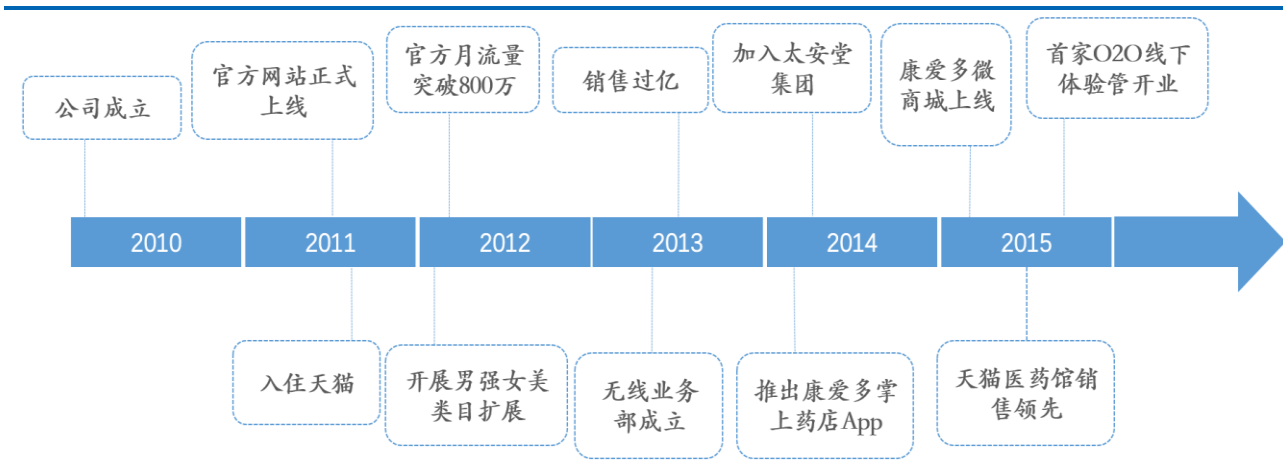 公司成立
官方网站正式
上线
官方月流量
突破800万
销售过亿
加入太安堂
集团
康爱多微
商城上线
首家O2O线下
体验管开业
2010
2011
2012
2013
2014
2015
入住天猫
开展男强女美
类目扩展
无线业务
部成立
推出康爱多掌
上药店App
天猫医药馆销
售领先